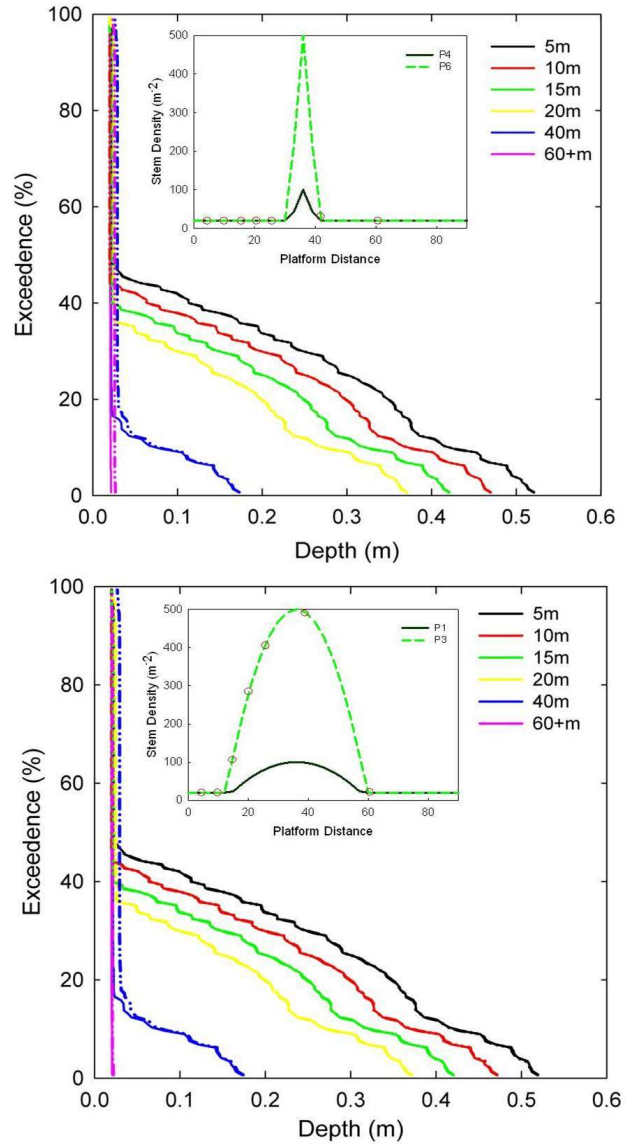 100
80
60
40
20
0
Exceedence (%)
0.0 0.1 0.2 0.3 0.4 0.5 0.6
Depth (m)
5m
10m
15m
20m
40m
60+m
500
400
300
200
100
0
Stem Density (m-2)
0 20 40 60 80
Platform Distance
P4
P6
100
80
60
40
20
0
Exceedence (%)
0.0 0.1 0.2 0.3 0.4 0.5 0.6
Depth (m)
5m
10m
15m
20m
40m
60+m
500
400
300
200
100
0
Stem Density (m-2)
0 20 40 60 80
Platform Distance
P1
P3